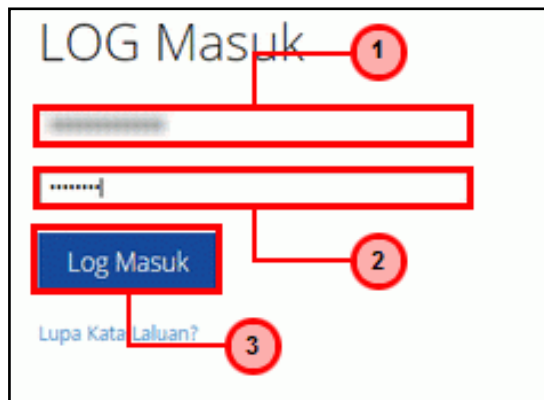 LOG Masuk
1
••••••••
Log Masuk
2
Lupa Kata Laluan?
3